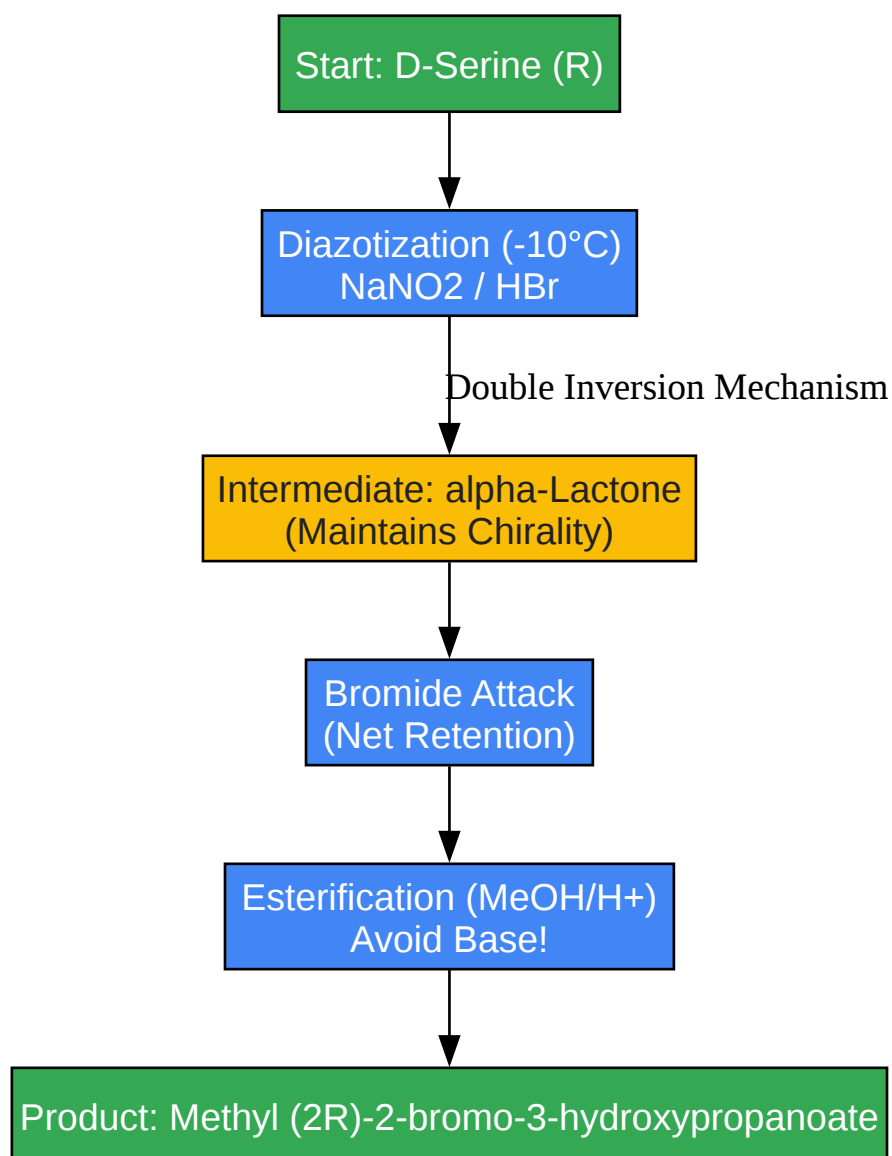 Start: D-Serine (R)
Diazotization (-10°C)
NaNO2 / HBr
Double Inversion Mechanism
Intermediate: alpha-Lactone
(Maintains Chirality)
Bromide Attack
(Net Retention)
Esterification (MeOH/H+)
Avoid Base!
Product: Methyl (2R)-2-bromo-3-hydroxypropanoate